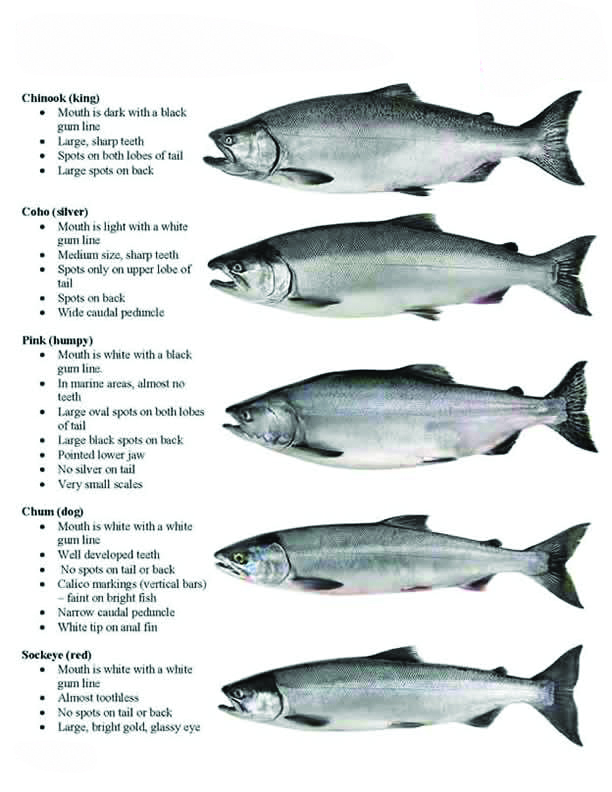 Chinook (king)
• Mouth is dark with a black
gum line
• Large, sharp teeth
• Spots on both lobes of tail
• Large spots on back
Coho (silver)
• Mouth is light with a white
gum line
• Medium size, sharp teeth
• Spots only on upper lobe of
tail
• Spots on back
• Wide caudal peduncle
Pink (humpy)
• Mouth is white with a black
gum line.
• In marine areas, almost no
teeth
• Large oval spots on both lobes
of tail
• Large black spots on back
• Pointed lower jaw
• No silver on tail
• Very small scales
Chum (dog)
• Mouth is white with a white
gum line
• Well developed teeth
• No spots on tail or back
• Calico markings (vertical bars)
– faint on bright fish
• Narrow caudal peduncle
• White tip on anal fin
Sockeye (red)
• Mouth is white with a white
gum line
• Almost toothless
• No spots on tail or back
• Large, bright gold, glassy eye